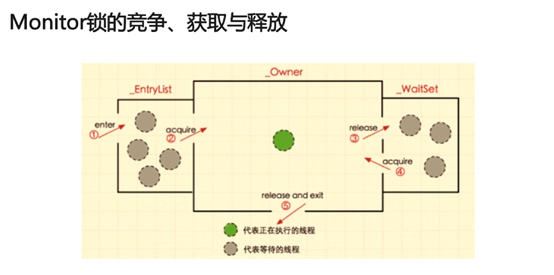 Monitor锁的竞争、获取与释放
_Owner
_EntryList
_WaitSet
enter
①
acquire
②
release
③
acquire
④
release and exit
⑤
代表正在执行的线程
代表等待的线程